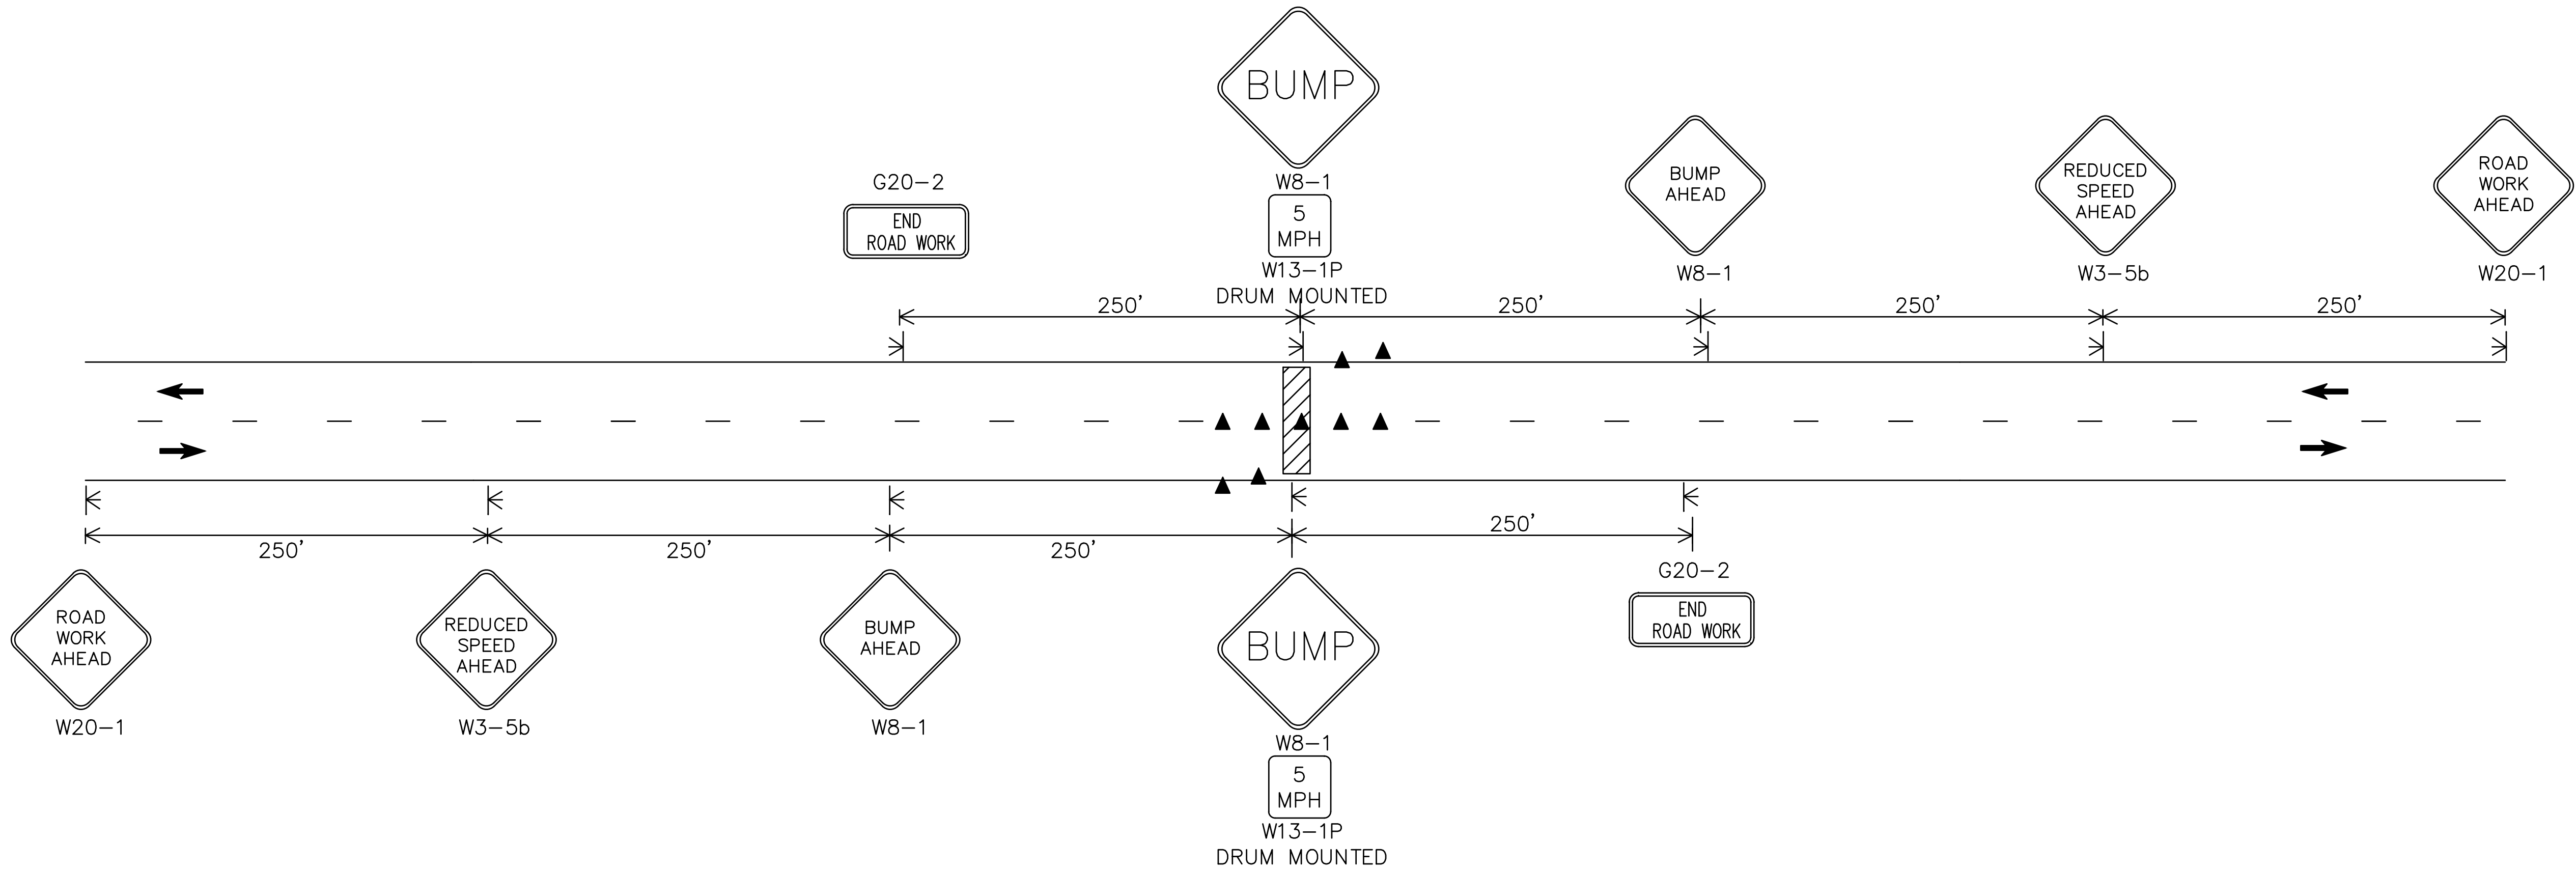 BUMP
W8-1
5
MPH
W13-1P
DRUM MOUNTED
G20-2
END
ROAD WORK
BUMP
AHEAD
W8-1
REDUCED
SPEED
AHEAD
W3-5b
ROAD
WORK
AHEAD
W20-1
250' 250' 250' 250'
250' 250' 250' 250'
ROAD
WORK
AHEAD
W20-1
REDUCED
SPEED
AHEAD
W3-5b
BUMP
AHEAD
W8-1
BUMP
W8-1
5
MPH
W13-1P
DRUM MOUNTED
G20-2
END
ROAD WORK